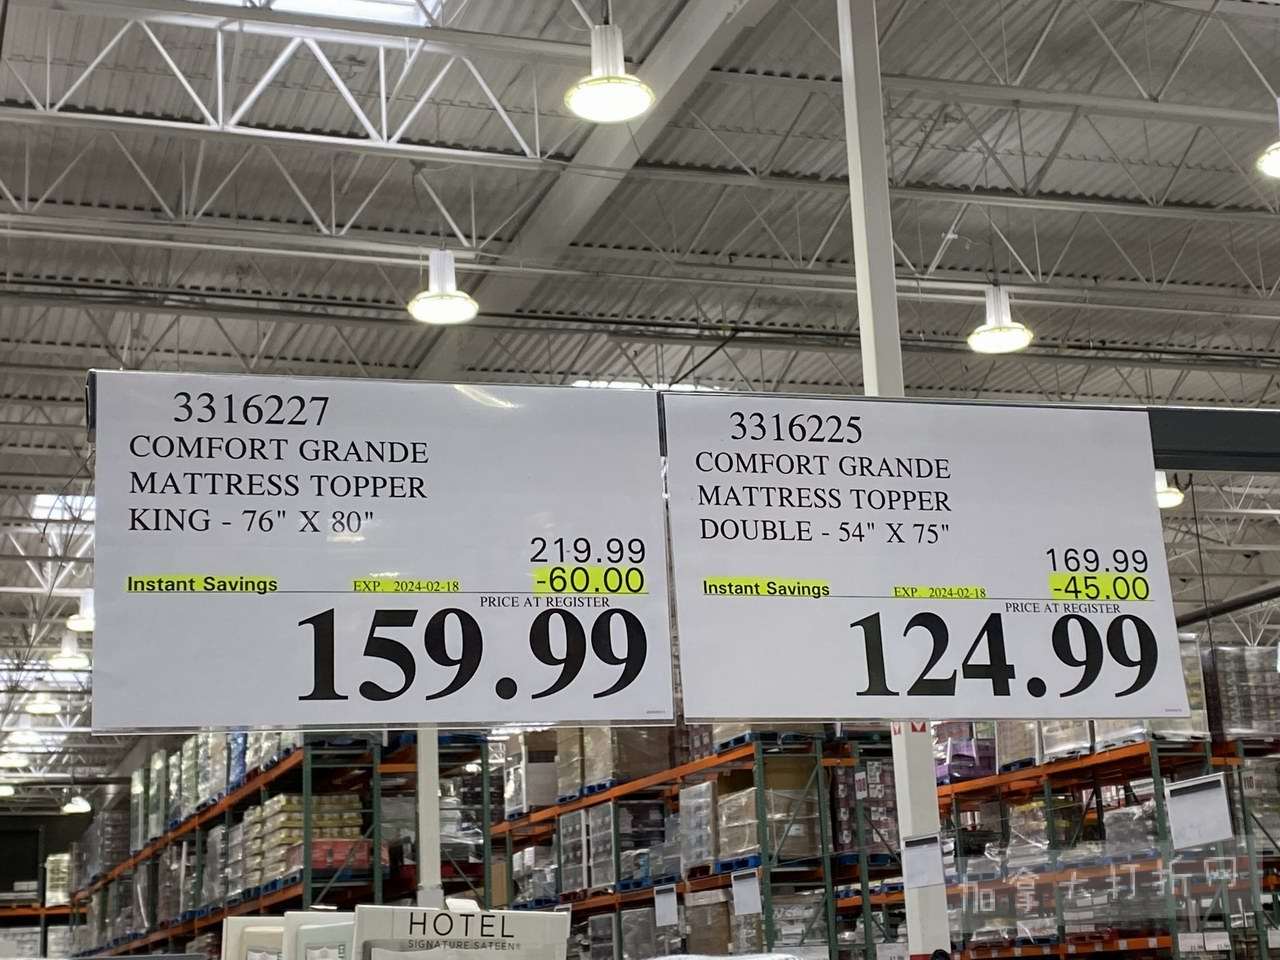 3316227
COMFORT GRANDE
MATTRESS TOPPER
KING - 76" X 80"
219.99
Instant Savings EXP. 2024-02-18 -60.00
PRICE AT REGISTER
159.99
3316225
COMFORT GRANDE
MATTRESS TOPPER
DOUBLE - 54" X 75"
169.99
Instant Savings EXP. 2024-02-18 -45.00
PRICE AT REGISTER
124.99
HOTEL
SIGNATURE SATEEN®
加拿大打折网